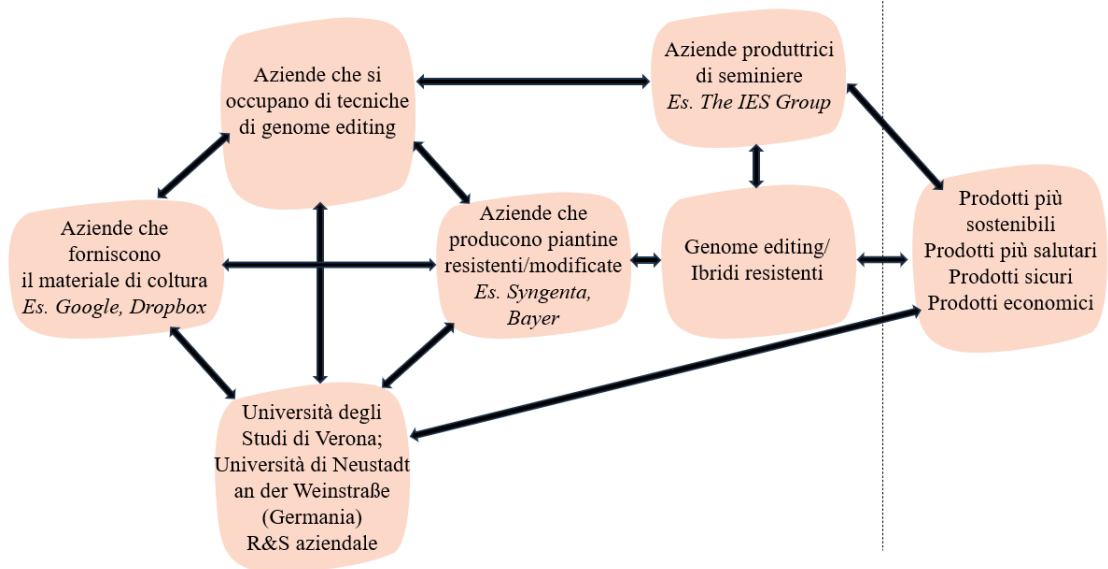 Aziende che si
occupano di tecniche
di genome editing
Aziende produttrici
di seminiere
Es. The IES Group
Aziende che
forniscono
il materiale di coltura
Es. Google, Dropbox
Aziende che
producono piantine
resistenti/modificate
Es. Syngenta,
Bayer
Genome editing/
Ibridi resistenti
Prodotti più
sostenibili
Prodotti più salutari
Prodotti sicuri
Prodotti economici
Università degli
Studi di Verona;
Università di Neustadt
an der Weinstraße
(Germania)
R&S aziendale